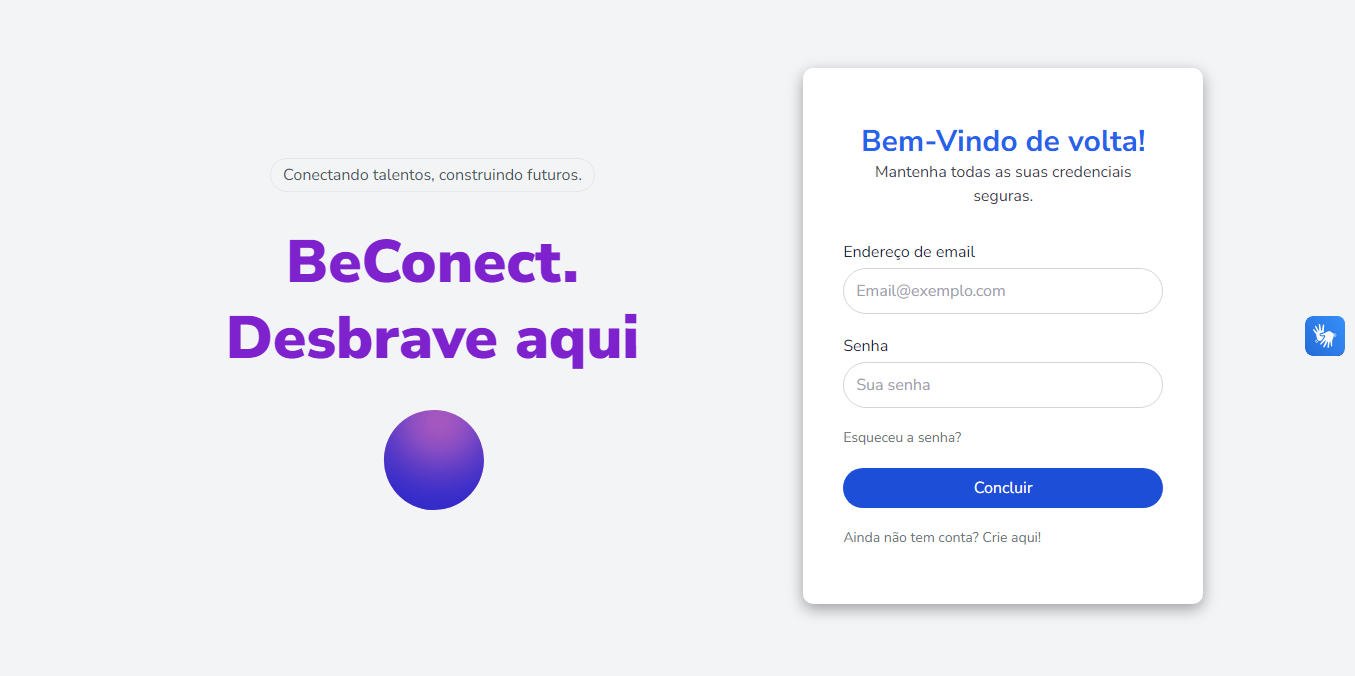 Conectando talentos, construindo futuros.
BeConect.
Desbrave aqui
Bem-Vindo de volta!
Mantenha todas as suas credenciais
seguras.
Endereço de email
Email@exemplo.com
Senha
Sua senha
Esqueceu a senha?
Concluir
Ainda não tem conta? Crie aqui!